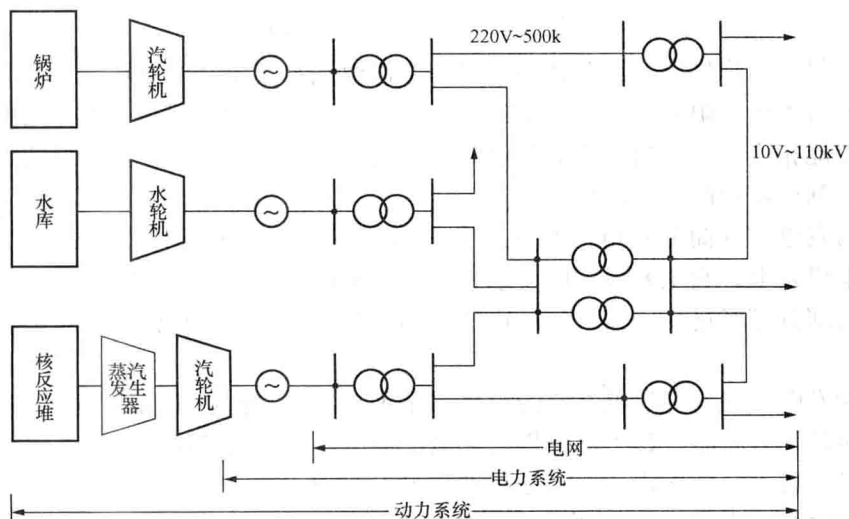 锅炉
汽轮机
~
220V~500k
10V~110kV
水库
水轮机
~
核反应堆
蒸汽发生器
汽轮机
~
电网
电力系统
动力系统